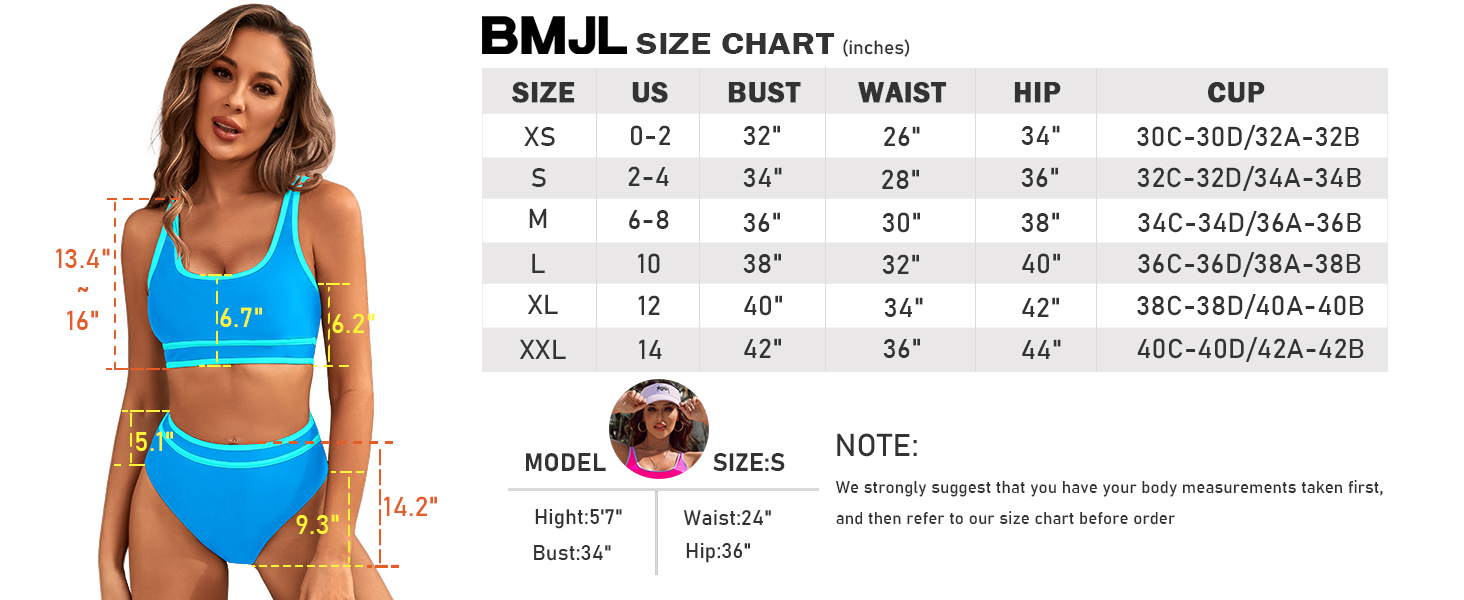 BMJL SIZE CHART (inches)
SIZE US BUST WAIST HIP CUP
XS 0-2 32" 26" 34" 30C-30D/32A-32B
S 2-4 34" 28" 36" 32C-32D/34A-34B
M 6-8 36" 30" 38" 34C-34D/36A-36B
L 10 38" 32" 40" 36C-36D/38A-38B
XL 12 40" 34" 42" 38C-38D/40A-40B
XXL 14 42" 36" 44" 40C-40D/42A-42B
13.4"
~
16"
6.7"
6.2"
5.1"
14.2"
9.3"
MODEL SIZE:S
Hight:5'7" Waist:24"
Bust:34" Hip:36"
NOTE:
We strongly suggest that you have your body measurements taken first,
and then refer to our size chart before order